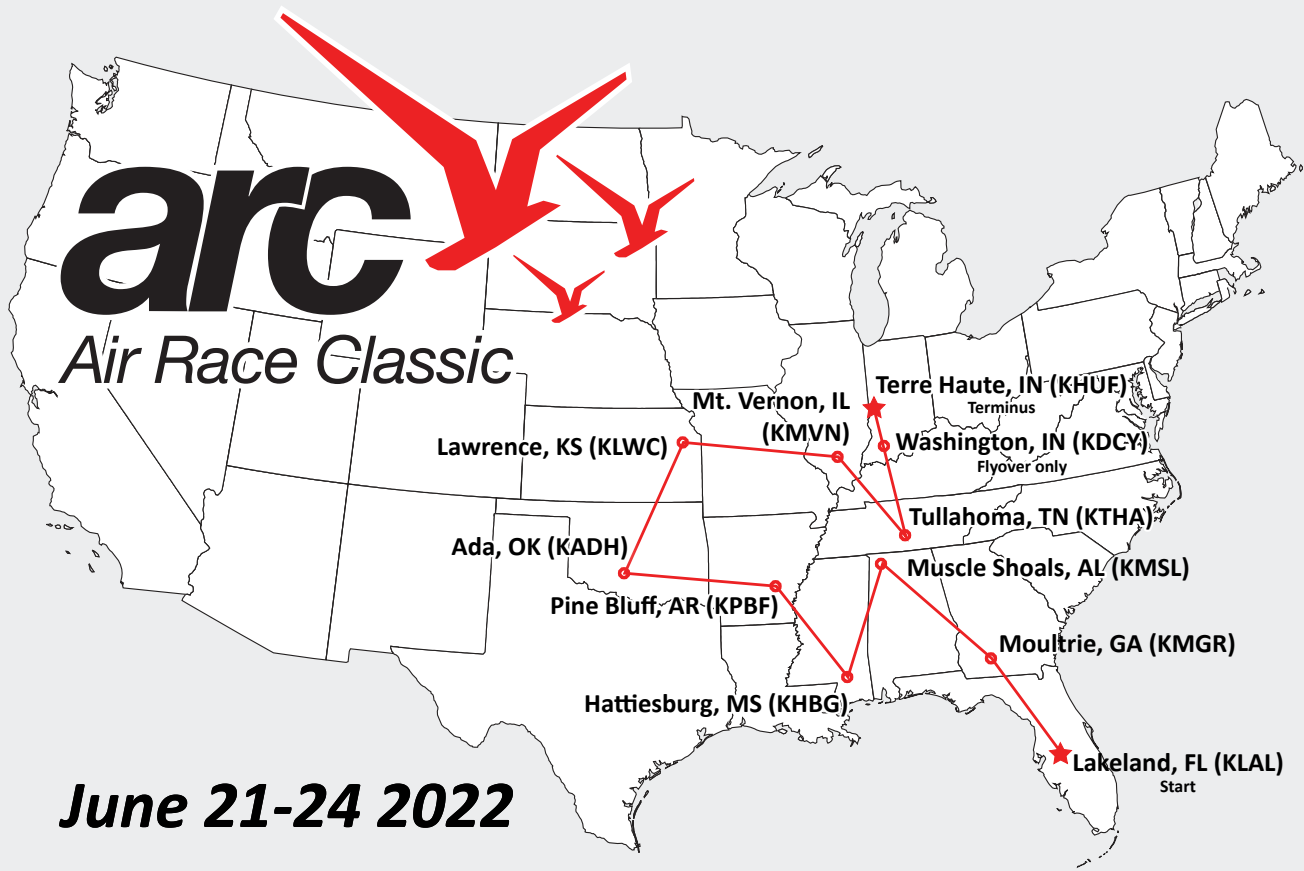 arc
Air Race Classic
Terre Haute, IN (KHUF)
Terminus
Mt. Vernon, IL
(KMVN)
Washington, IN (KDCY)
Flyover only
Lawrence, KS (KLWC)
Tullahoma, TN (KTHA)
Ada, OK (KADH)
Muscle Shoals, AL (KMSL)
Pine Bluff, AR (KPBF)
Moultrie, GA (KMGR)
Hattiesburg, MS (KHBG)
Lakeland, FL (KLAL)
Start
June 21-24 2022